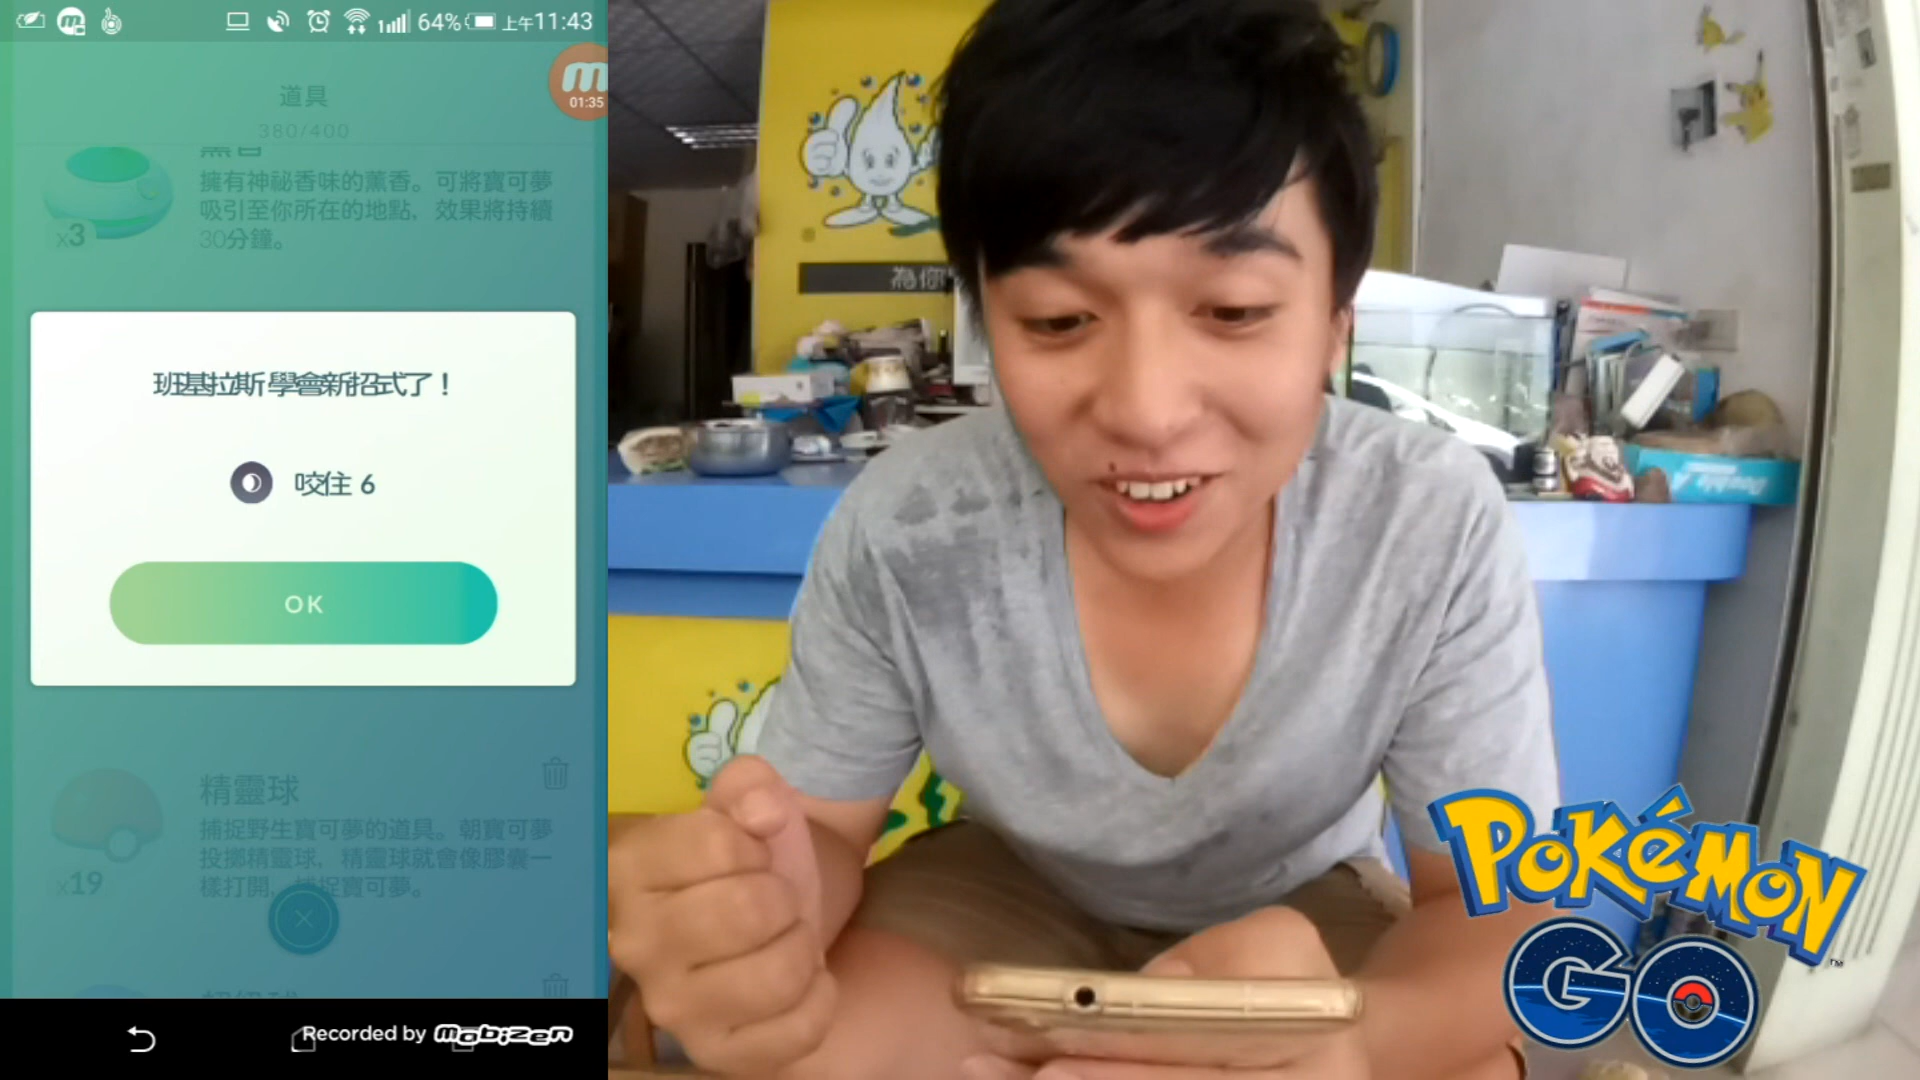 64% 上午11:43
道具
380/400
01:35
擁有神祕香味的薰香。可將寶可夢
吸引至你所在的地點，效果將持續
30分鐘。
x3
班基拉斯 學會新招式了！
咬住 6
OK
精靈球
捕捉野生寶可夢的道具。朝寶可夢
投擲精靈球，精靈球就會像膠囊一
樣打開，捕捉寶可夢。
x19
Recorded by mobizen
為你
Double A
POKÉMON
GO